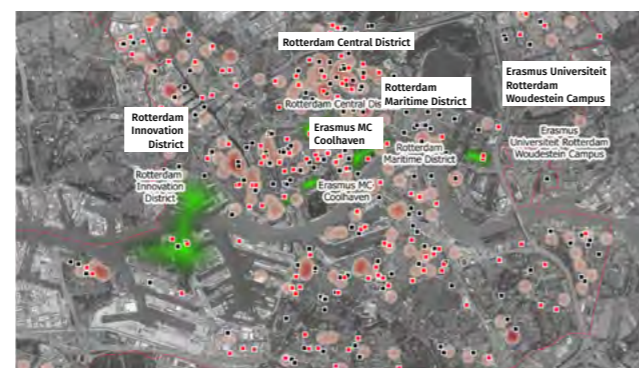 Rotterdam Central District
Rotterdam Central Dis
Rotterdam
Maritime District
Erasmus Universiteit
Rotterdam
Woudestein Campus
Rotterdam
Innovation
District
Erasmus MC
Coolhaven
Rotterdam
Maritime District
Erasmus
Universiteit Rotterdam
Woudestein Campus
Rotterdam
Innovation
District
Erasmus MC
Coolhaven